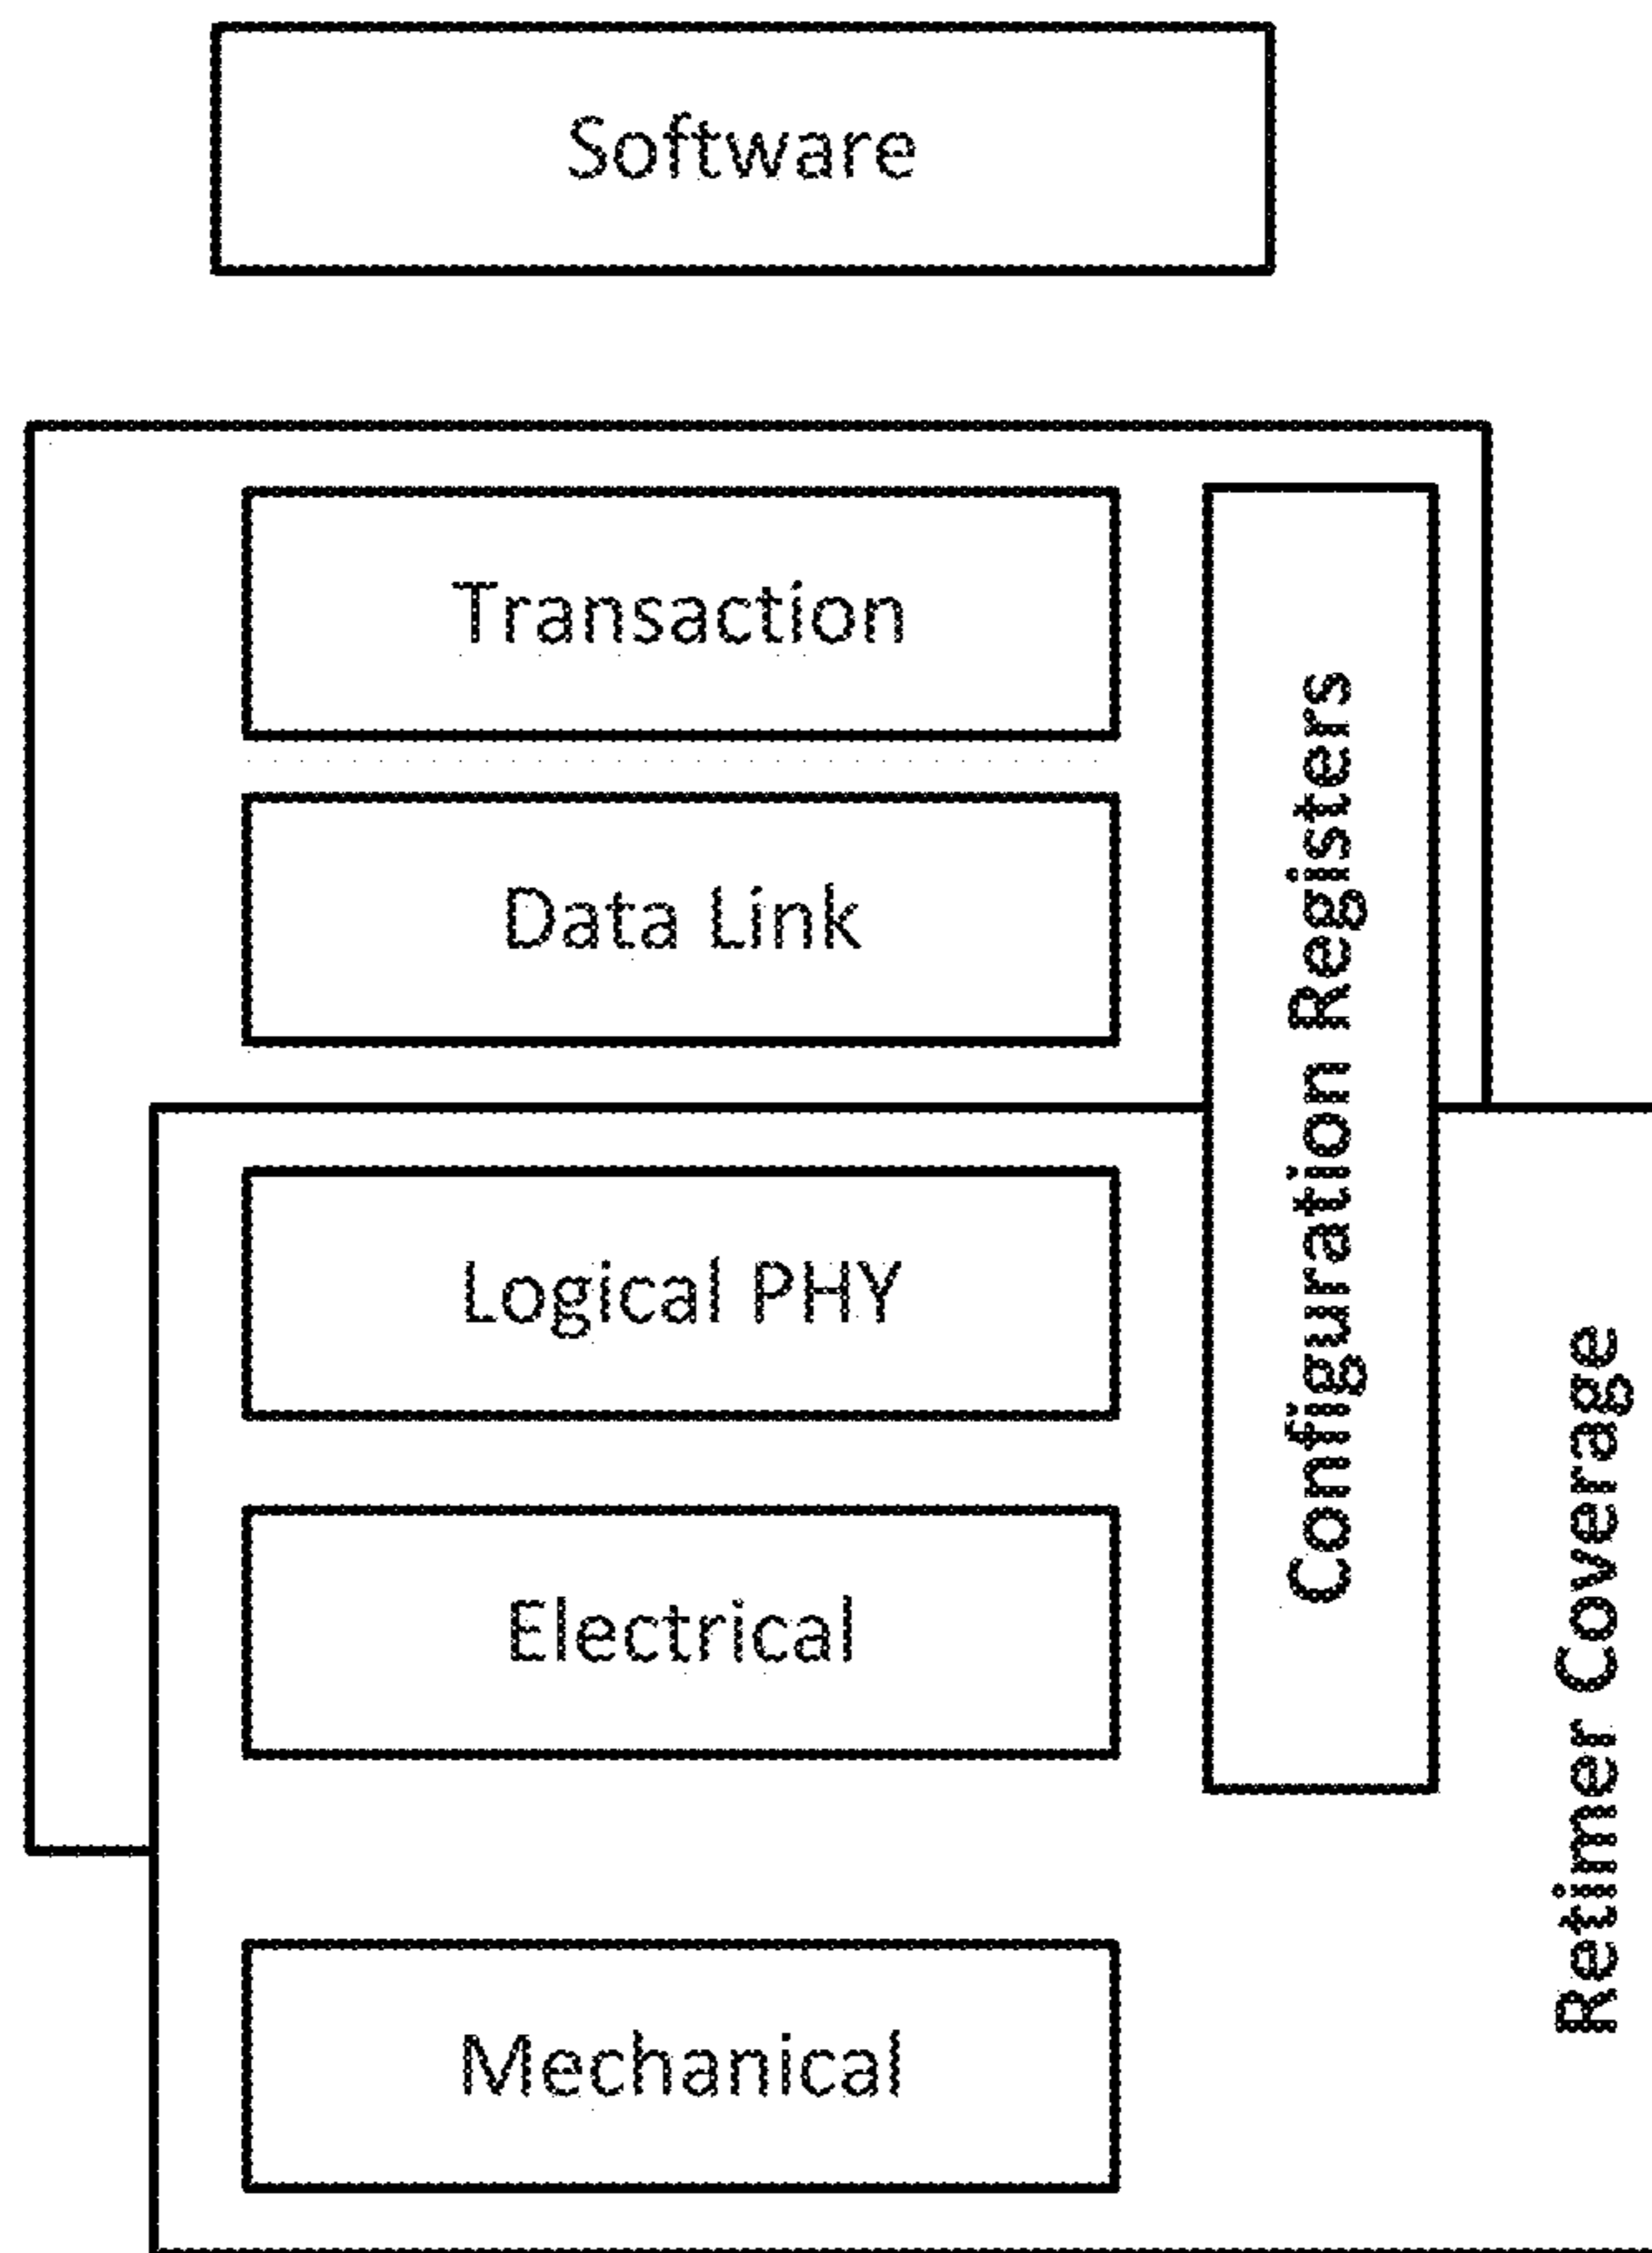 Software
Transaction
Data Link
Logical PHY
Electrical
Mechanical
Configuration Registers
Retimer Coverage